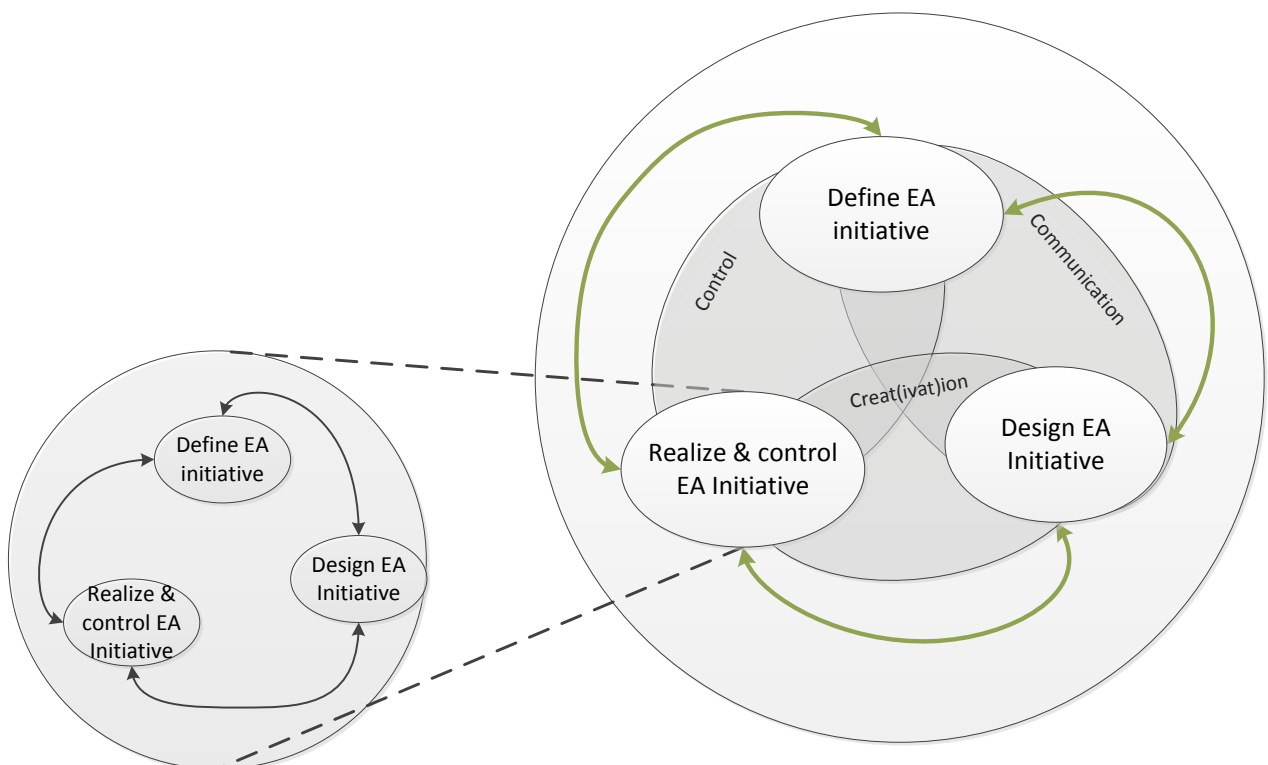 Define EA
initiative
Control
Communication
Creat(ivat)ion
Realize & control
EA Initiative
Design EA
Initiative
Define EA
initiative
Design EA
Initiative
Realize &
control EA
Initiative